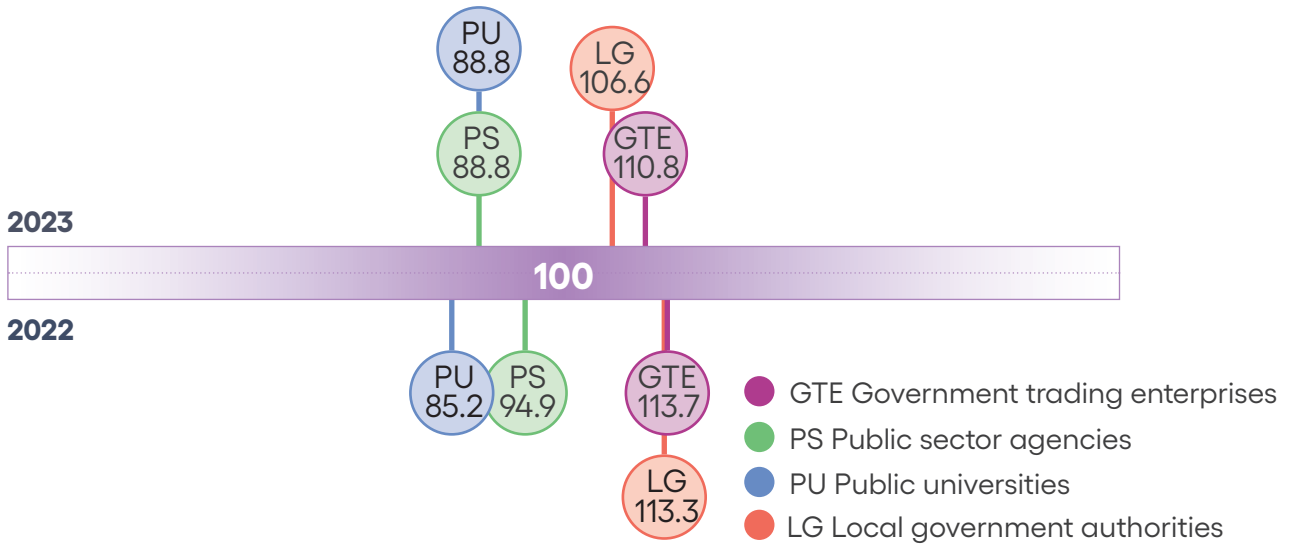 PU
88.8
LG
106.6
PS
88.8
GTE
110.8
2023
100
2022
PU
85.2
PS
94.9
GTE
113.7
LG
113.3
GTE Government trading enterprises
PS Public sector agencies
PU Public universities
LG Local government authorities